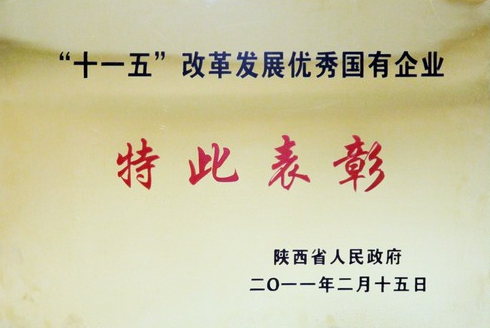 “十一五”改革发展优秀国有企业
特此表彰
陕西省人民政府
二〇一一年二月十五日